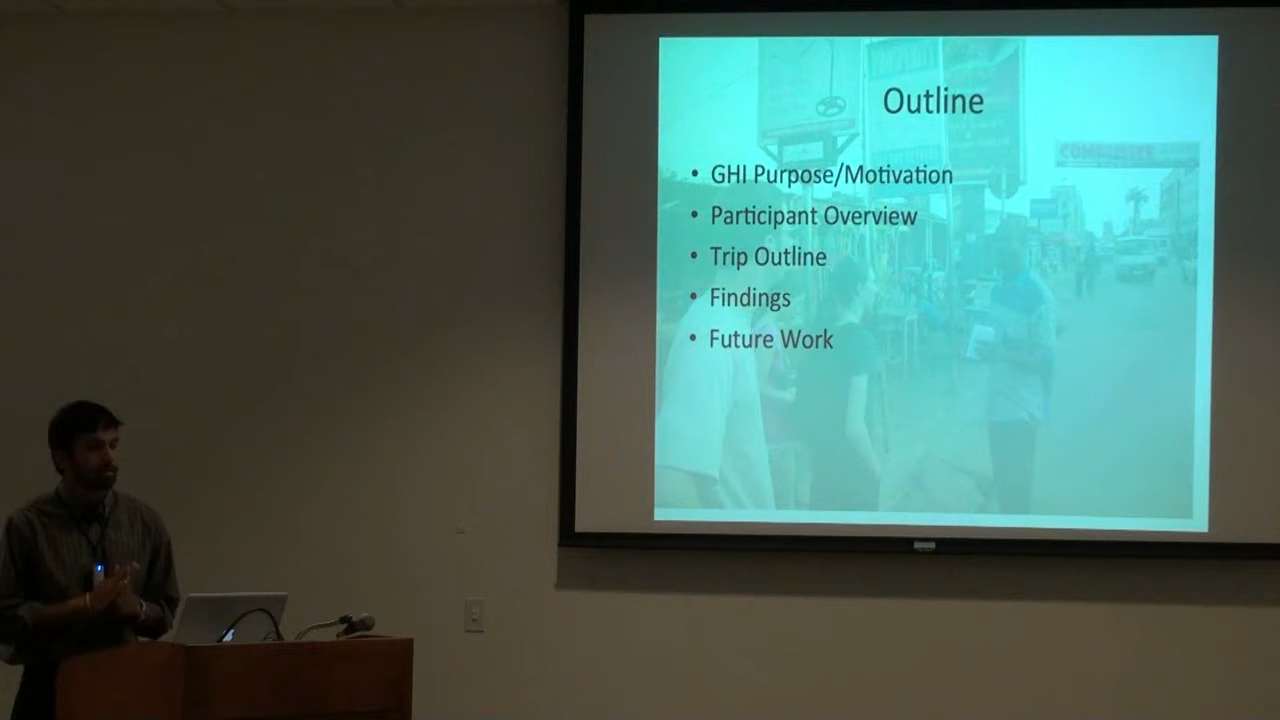 Outline
• GHI Purpose/Motivation
• Participant Overview
• Trip Outline
• Findings
• Future Work